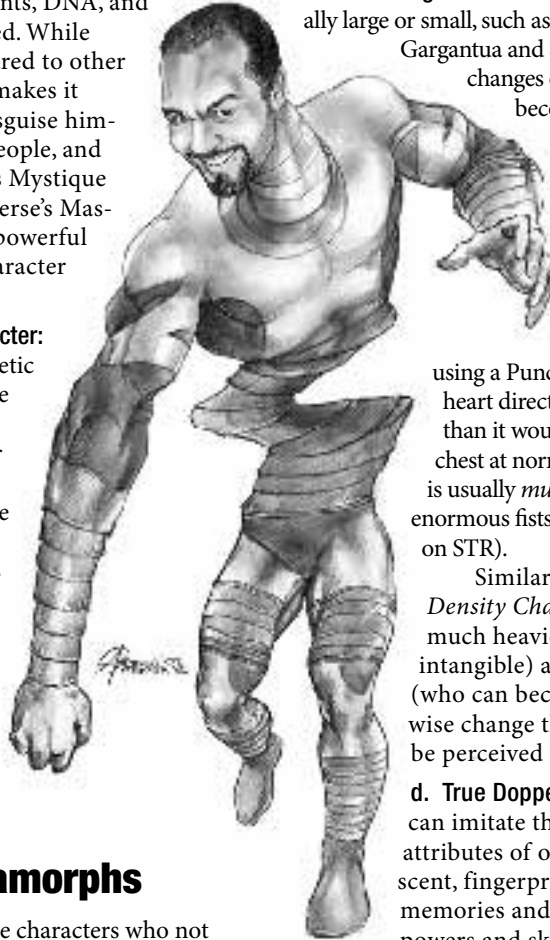 nts, DNA, and
ed. While
red to other
makes it
sguise him-
eople, and
s Mystique
erse's Mas-
powerful
aracter
cter:
etic
e
e
amorphs
e characters who not
ally large or small, such as
Gargantua and
changes
beco
using a Punc
heart direct
than it wou
chest at norm
is usually mu
enormous fists
on STR).
Similar
Density Cha
much heavie
intangible) a
(who can bec
wise change th
be perceived
d. True Doppe
can imitate th
attributes of o
scent, fingerpr
memories and
powers and sk